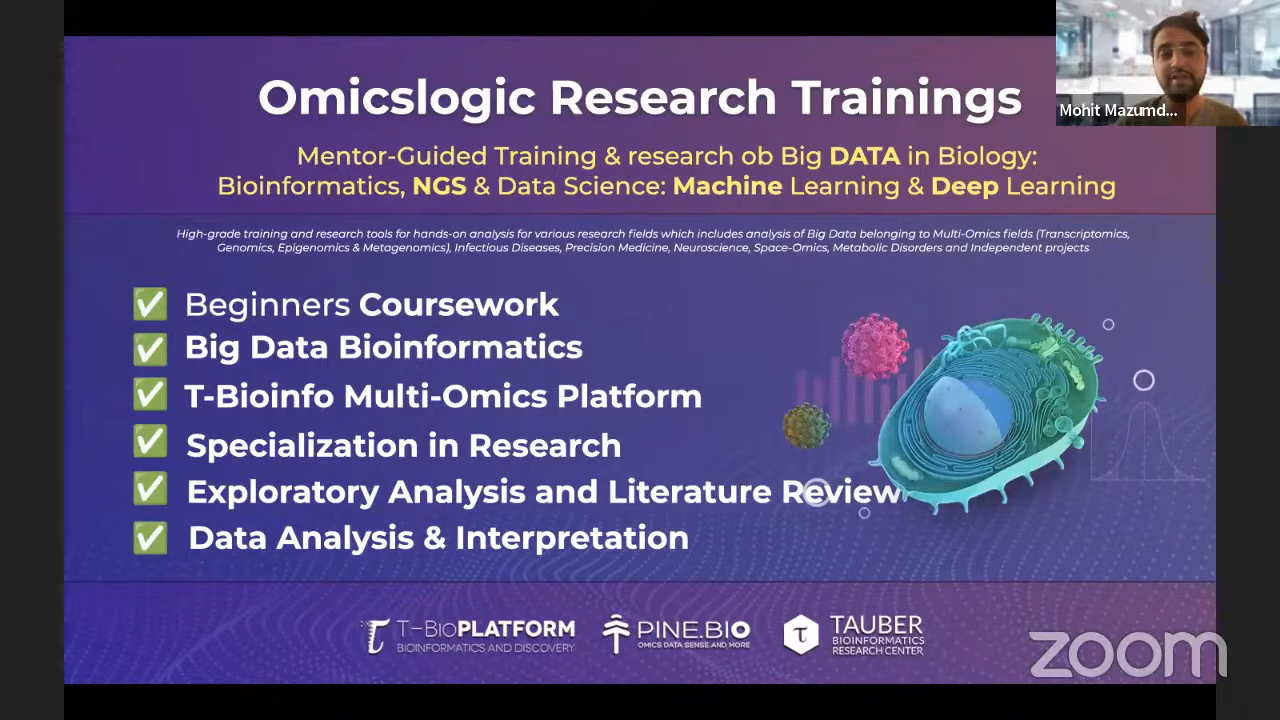 Omicslogic Research Trainings
Mohit Mazumd...
Mentor-Guided Training & research ob Big DATA in Biology:
Bioinformatics, NGS & Data Science: Machine Learning & Deep Learning
High-grade training and research tools for hands-on analysis for various research fields which includes analysis of Big Data belonging to Multi-Omics fields (Transcriptomics,
Genomics, Epigenomics & Metagenomics), Infectious Diseases, Precision Medicine, Neuroscience, Space-Omics, Metabolic Disorders and Independent projects
Beginners Coursework
Big Data Bioinformatics
T-Bioinfo Multi-Omics Platform
Specialization in Research
Exploratory Analysis and Literature Review
Data Analysis & Interpretation
T-BioPLATFORM
BIOINFORMATICS AND DISCOVERY
PINE.BIO
OMICS DATA SENSE AND MORE
TAUBER
BIOINFORMATICS
RESEARCH CENTER
zoom